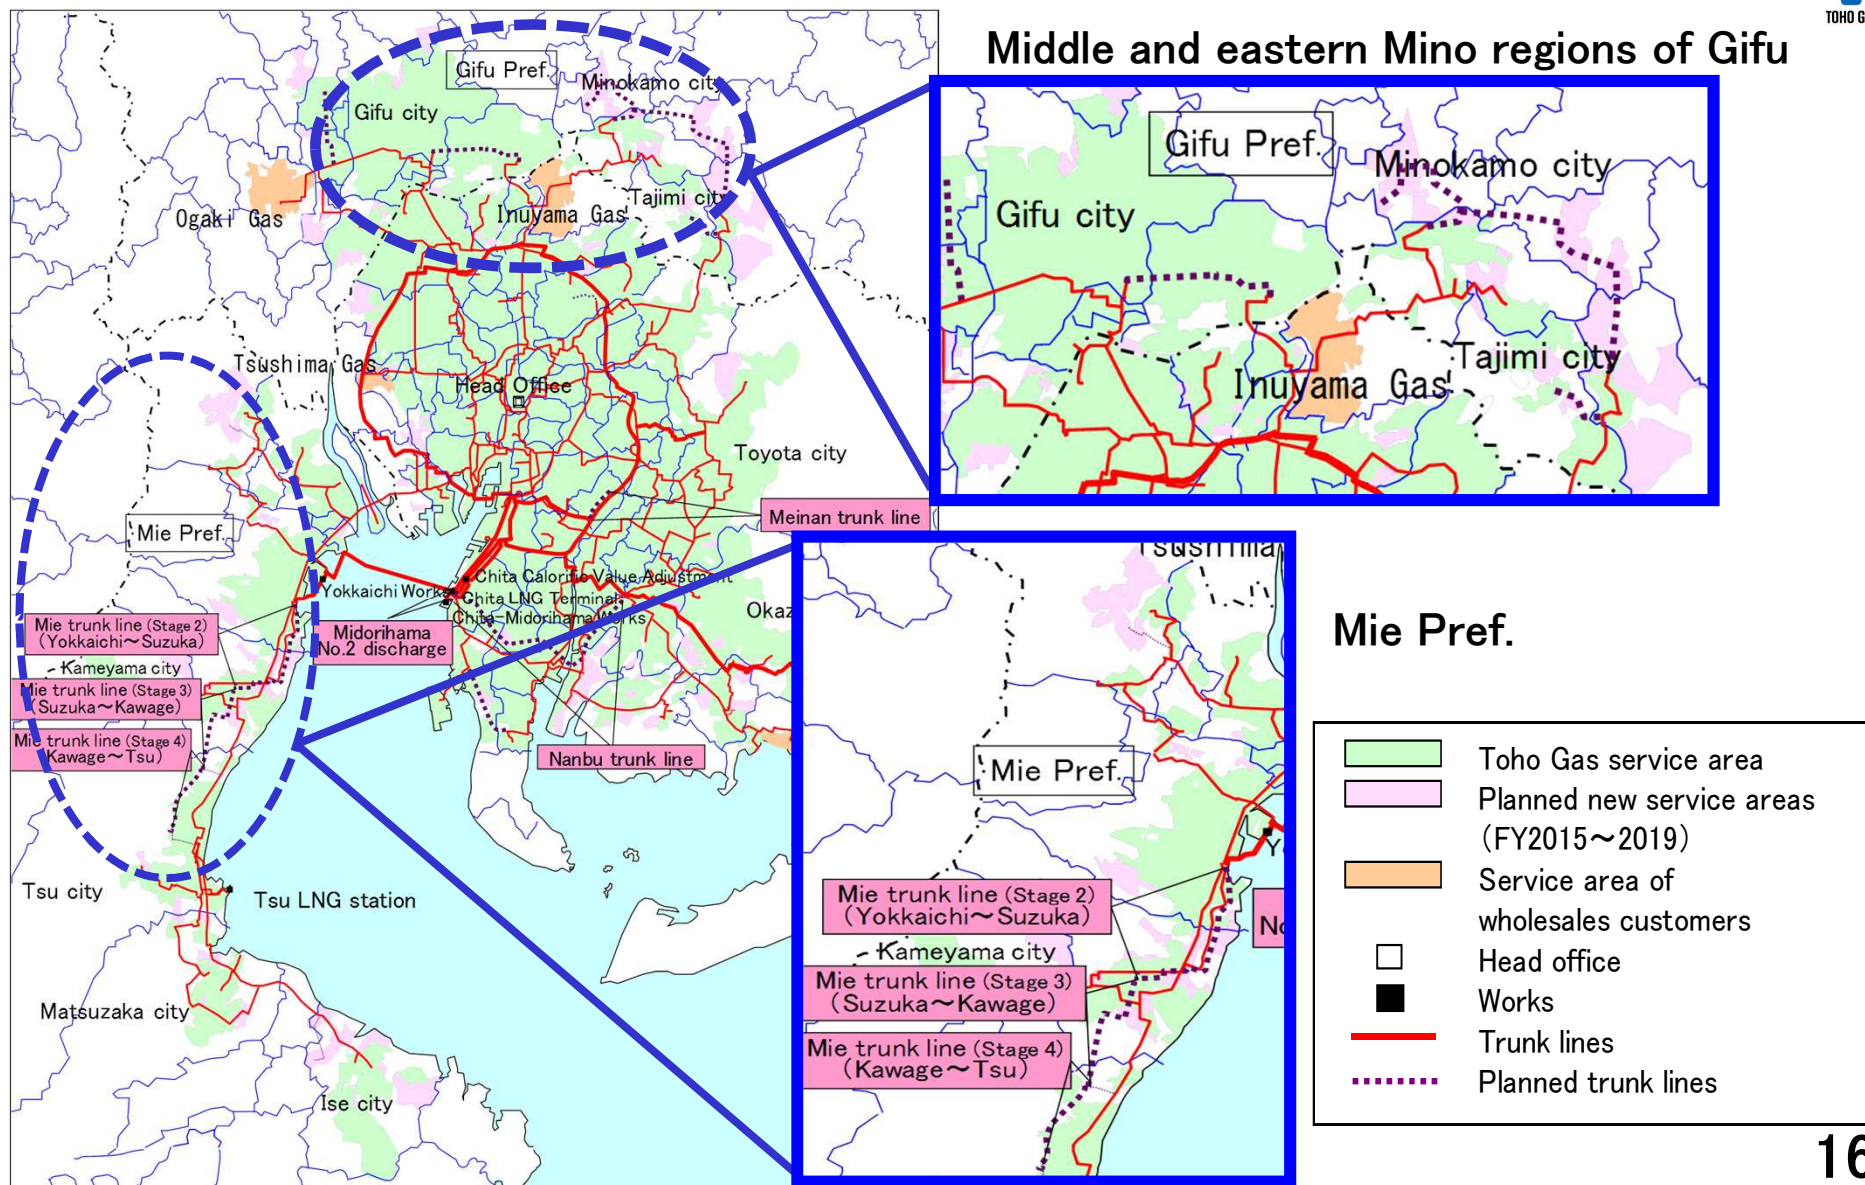 TOHO G
Middle and eastern Mino regions of Gifu
Gifu Pref.
Minokamo city
Gifu city
Ogaki Gas
Inuyama Gas
Tajimi city
Tsushima Gas
Head Office
Toyota city
Meinan trunk line
Mie Pref.
Chita Calorific Value Adjustment
Yokkaichi Works
Chita LNG Terminal
Chita-Midorihama Works
Okaz
Mie trunk line (Stage 2)
(Yokkaichi～Suzuka)
Midorihama
No.2 discharge
Kameyama city
Mie trunk line (Stage 3)
(Suzuka～Kawage)
Mie trunk line (Stage 4)
Kawage～Tsu)
Nanbu trunk line
Tsu city
Tsu LNG station
Matsuzaka city
Ise city
Gifu Pref.
Minokamo city
Gifu city
Tajimi city
Inuyama Gas
Tsushima
Mie Pref.
Yo
Mie trunk line (Stage 2)
(Yokkaichi～Suzuka)
No
Kameyama city
Mie trunk line (Stage 3)
(Suzuka～Kawage)
Mie trunk line (Stage 4)
(Kawage～Tsu)
Mie Pref.
Toho Gas service area
Planned new service areas
(FY2015～2019)
Service area of
wholesales customers
Head office
Works
Trunk lines
Planned trunk lines
16